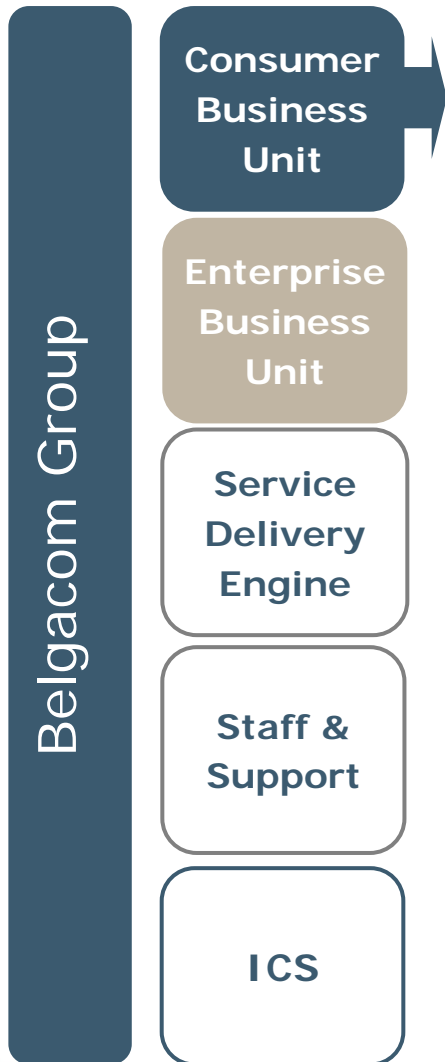 Belgacom Group
Consumer
Business
Unit
Enterprise
Business
Unit
Service
Delivery
Engine
Staff &
Support
ICS